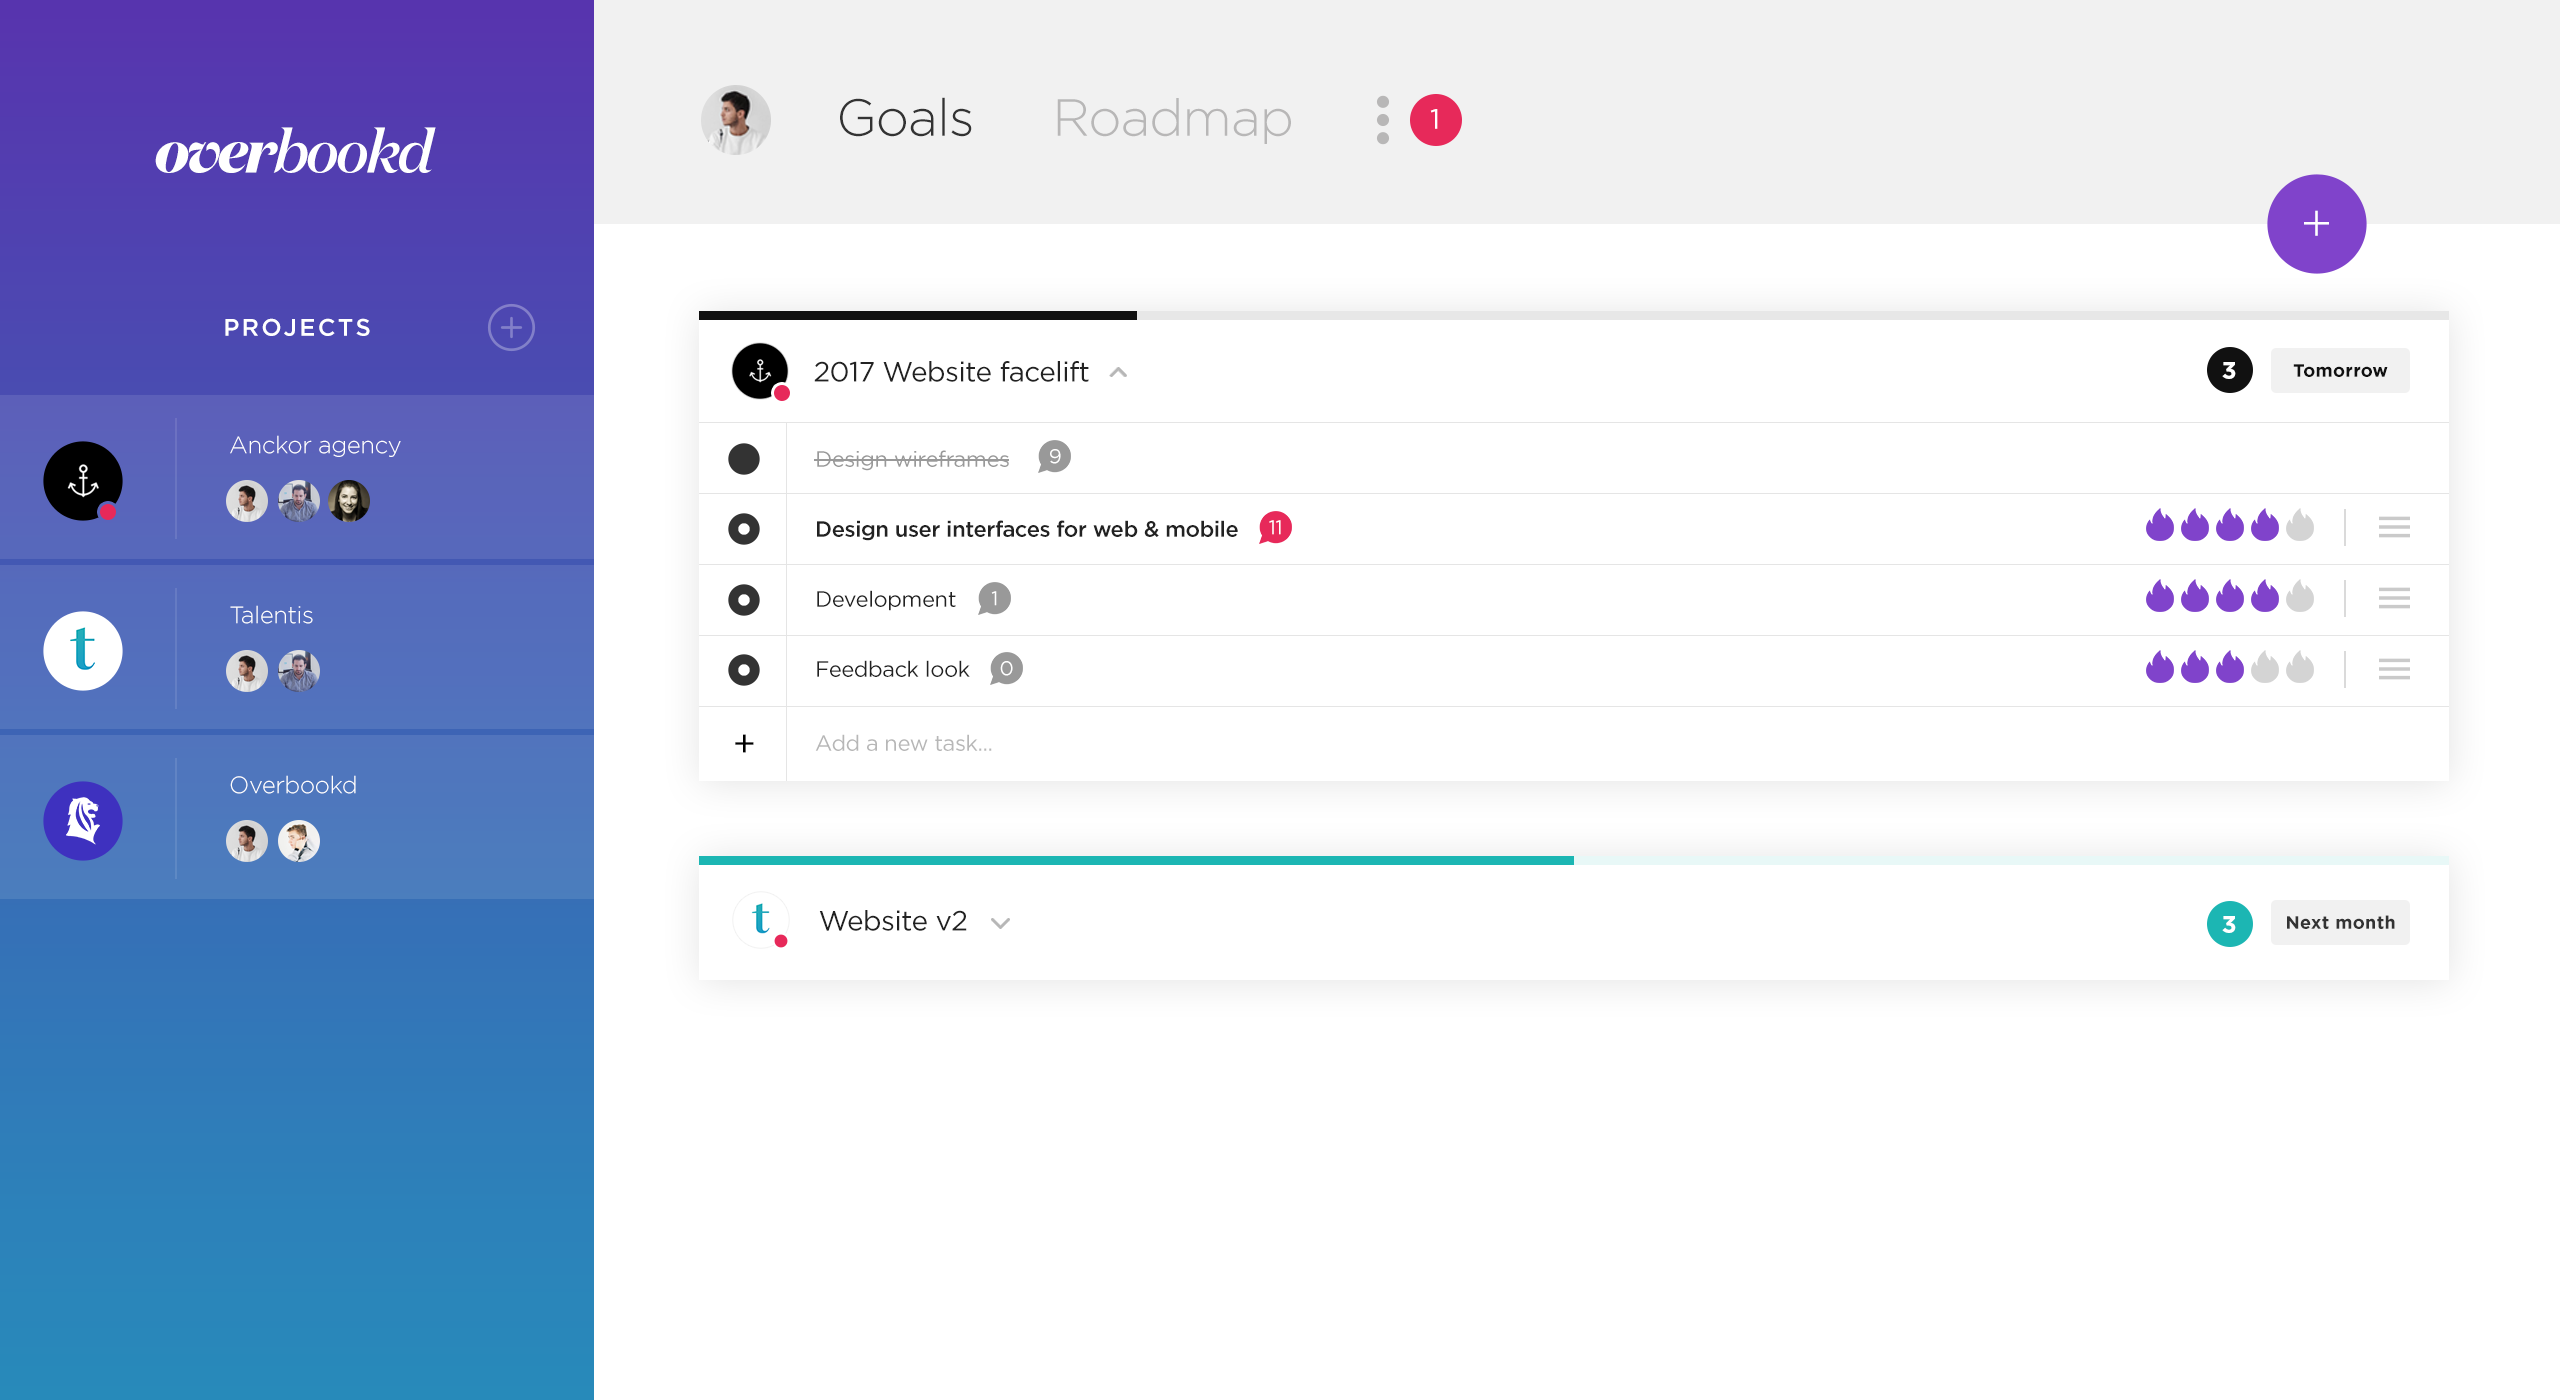 overbookd
PROJECTS
Anckor agency
t
Talentis
Overbookd
Goals
Roadmap
1
2017 Website facelift
3
Tomorrow
Design wireframes
9
Design user interfaces for web & mobile
11
Development
1
Feedback look
0
Add a new task...
t
Website v2
3
Next month